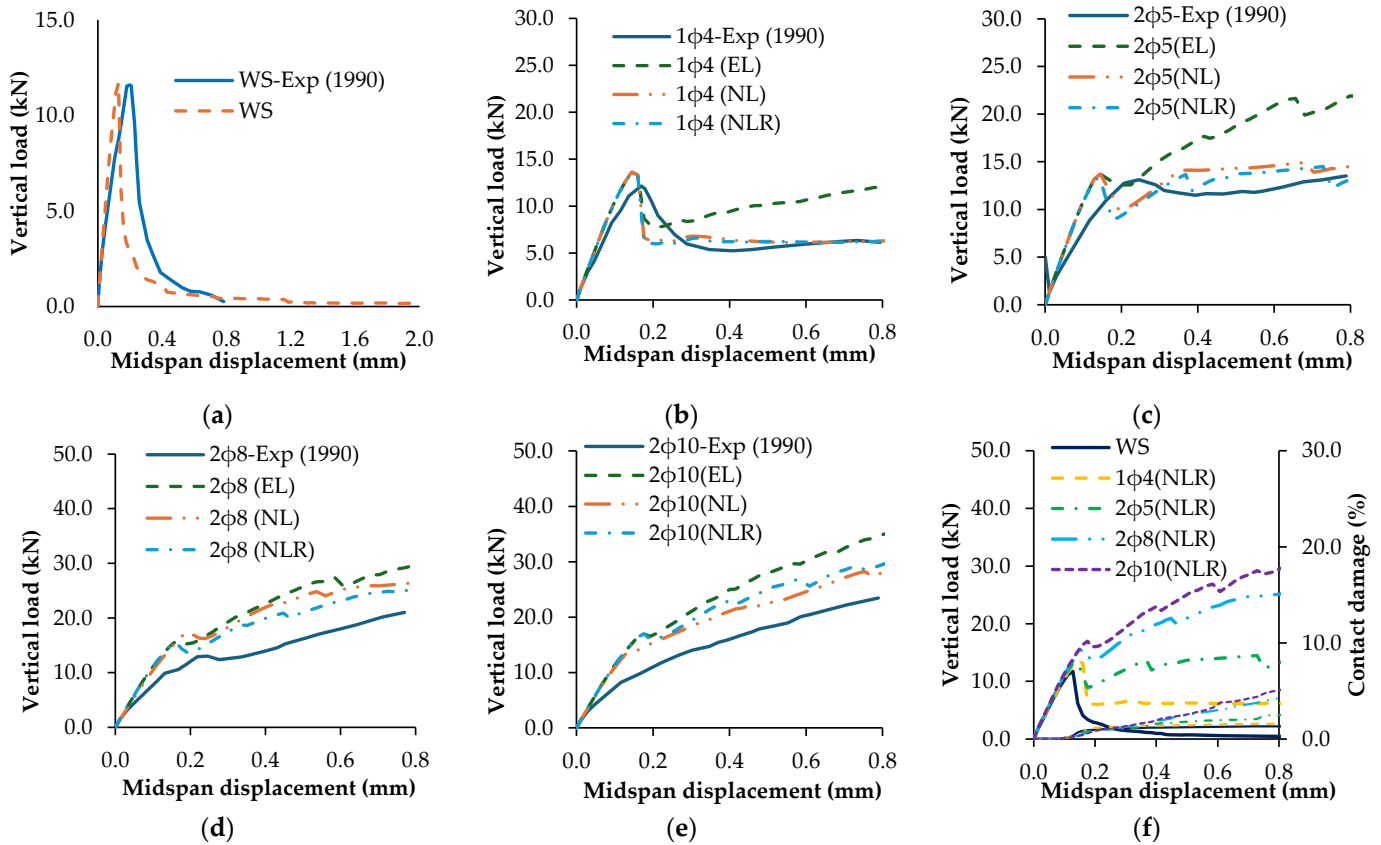 15.0
10.0
5.0
0.0
Vertical load (kN)
WS-Exp (1990)
WS
0.0
0.4
0.8
1.2
1.6
2.0
Midspan displacement (mm)
(a)
30.0
25.0
20.0
15.0
10.0
5.0
0.0
Vertical load (kN)
1ϕ4-Exp (1990)
1ϕ4 (EL)
1ϕ4 (NL)
1ϕ4 (NLR)
0.0
0.2
0.4
0.6
0.8
Midspan displacement (mm)
(b)
30.0
25.0
20.0
15.0
10.0
5.0
0.0
Vertical load (kN)
2ϕ5-Exp (1990)
2ϕ5(EL)
2ϕ5(NL)
2ϕ5(NLR)
0.0
0.2
0.4
0.6
0.8
Midspan displacement (mm)
(c)
50.0
40.0
30.0
20.0
10.0
0.0
Vertical load (kN)
2ϕ8-Exp (1990)
2ϕ8 (EL)
2ϕ8 (NL)
2ϕ8 (NLR)
0.0
0.2
0.4
0.6
0.8
Midspan displacement (mm)
(d)
50.0
40.0
30.0
20.0
10.0
0.0
Vertical load (kN)
2ϕ10-Exp (1990)
2ϕ10(EL)
2ϕ10(NL)
2ϕ10(NLR)
0.0
0.2
0.4
0.6
0.8
Midspan displacement (mm)
(e)
50.0
40.0
30.0
20.0
10.0
0.0
Vertical load (kN)
WS
1ϕ4(NLR)
2ϕ5(NLR)
2ϕ8(NLR)
2ϕ10(NLR)
30.0
20.0
10.0
0.0
Contact damage (%)
0.0
0.2
0.4
0.6
0.8
Midspan displacement (mm)
(f)